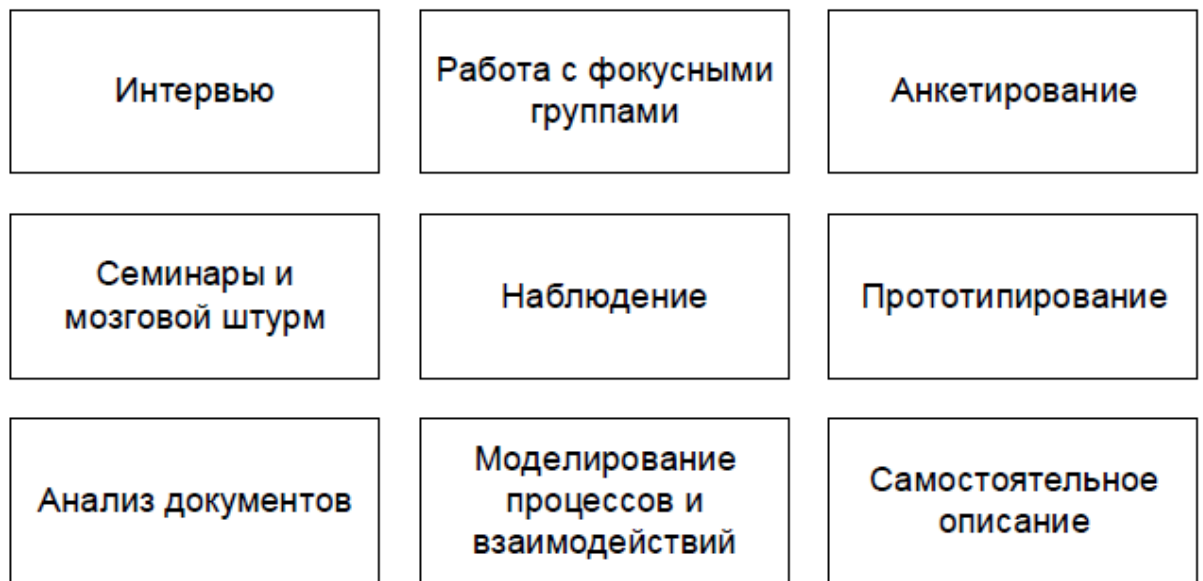 Интервью
Работа с фокусными
группами
Анкетирование
Семинары и
мозговой штурм
Наблюдение
Прототипирование
Анализ документов
Моделирование
процессов и
взаимодействий
Самостоятельное
описание